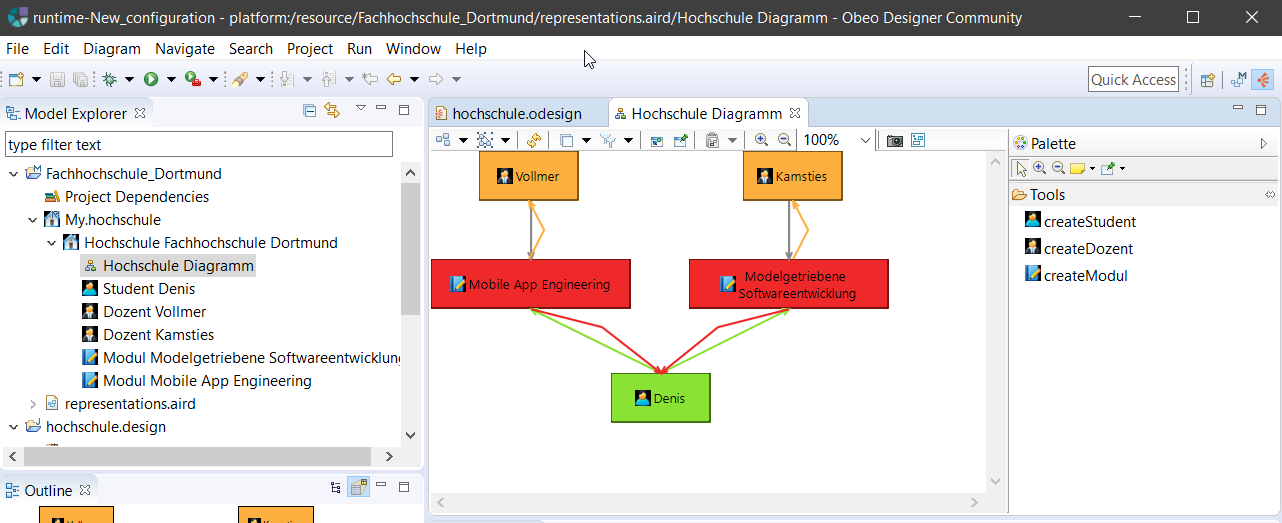 runtime-New_configuration - platform:/resource/Fachhochschule_Dortmund/representations.aird/Hochschule Diagramm - Obeo Designer Community
File Edit Diagram Navigate Search Project Run Window Help
Quick Access
Model Explorer
type filter text
Fachhochschule_Dortmund
Project Dependencies
My.hochschule
Hochschule Fachhochschule Dortmund
Hochschule Diagramm
Student Denis
Dozent Vollmer
Dozent Kamsties
Modul Modelgetriebene Softwareentwicklung
Modul Mobile App Engineering
representations.aird
hochschule.design
Outline
hochschule.odesign
Hochschule Diagramm
100%
Vollmer
Kamsties
Mobile App Engineering
Modelgetriebene
Softwareentwicklung
Denis
Palette
Tools
createStudent
createDozent
createModul